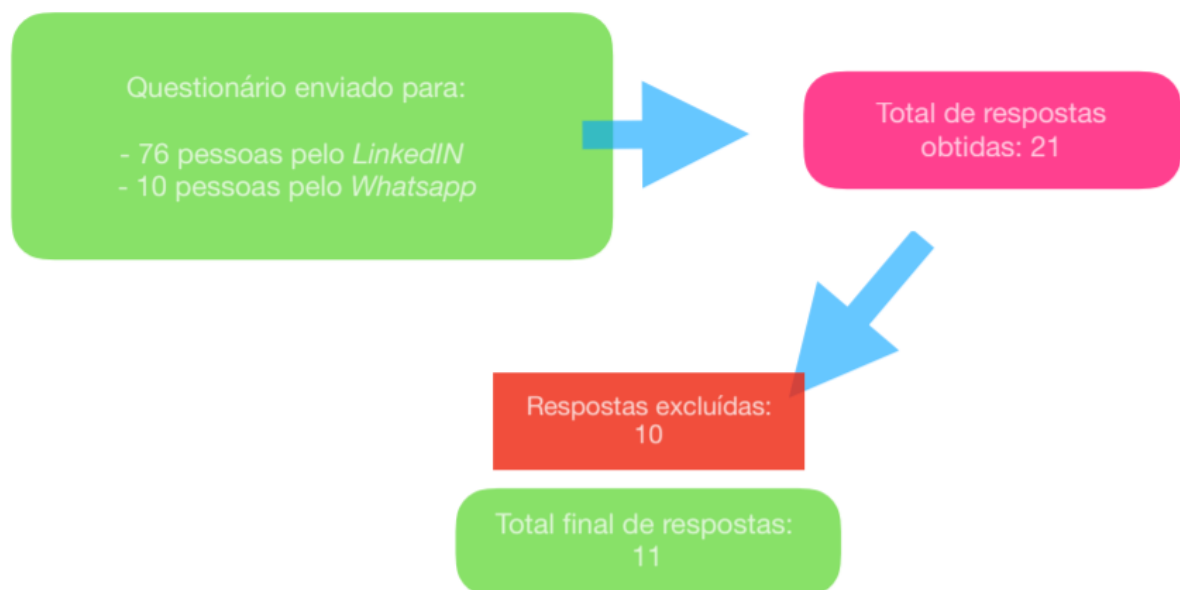 Questionário enviado para:
- 76 pessoas pelo LinkedIN
- 10 pessoas pelo Whatsapp
Total de respostas
obtidas: 21
Respostas excluídas:
10
Total final de respostas:
11